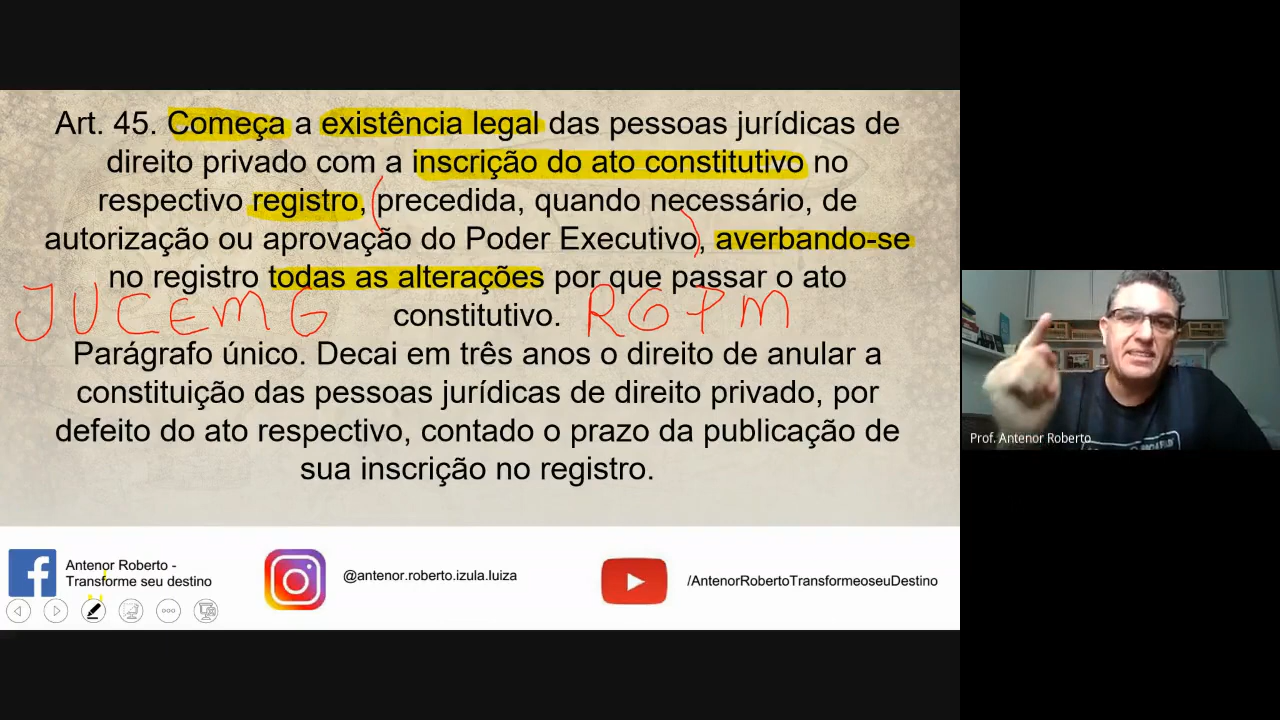 Art. 45. Começa a existência legal das pessoas jurídicas de
direito privado com a inscrição do ato constitutivo no
respectivo registro, (precedida, quando necessário, de
autorização ou aprovação do Poder Executivo), averbando-se
no registro todas as alterações por que passar o ato
JUCEMG constitutivo. RGPM
Parágrafo único. Decai em três anos o direito de anular a
constituição das pessoas jurídicas de direito privado, por
defeito do ato respectivo, contado o prazo da publicação de
sua inscrição no registro.
Prof. Antenor Roberto
Antenor Roberto -
Transforme seu destino
@antenor.roberto.izula.luiza
/AntenorRobertoTransformeoseuDestino